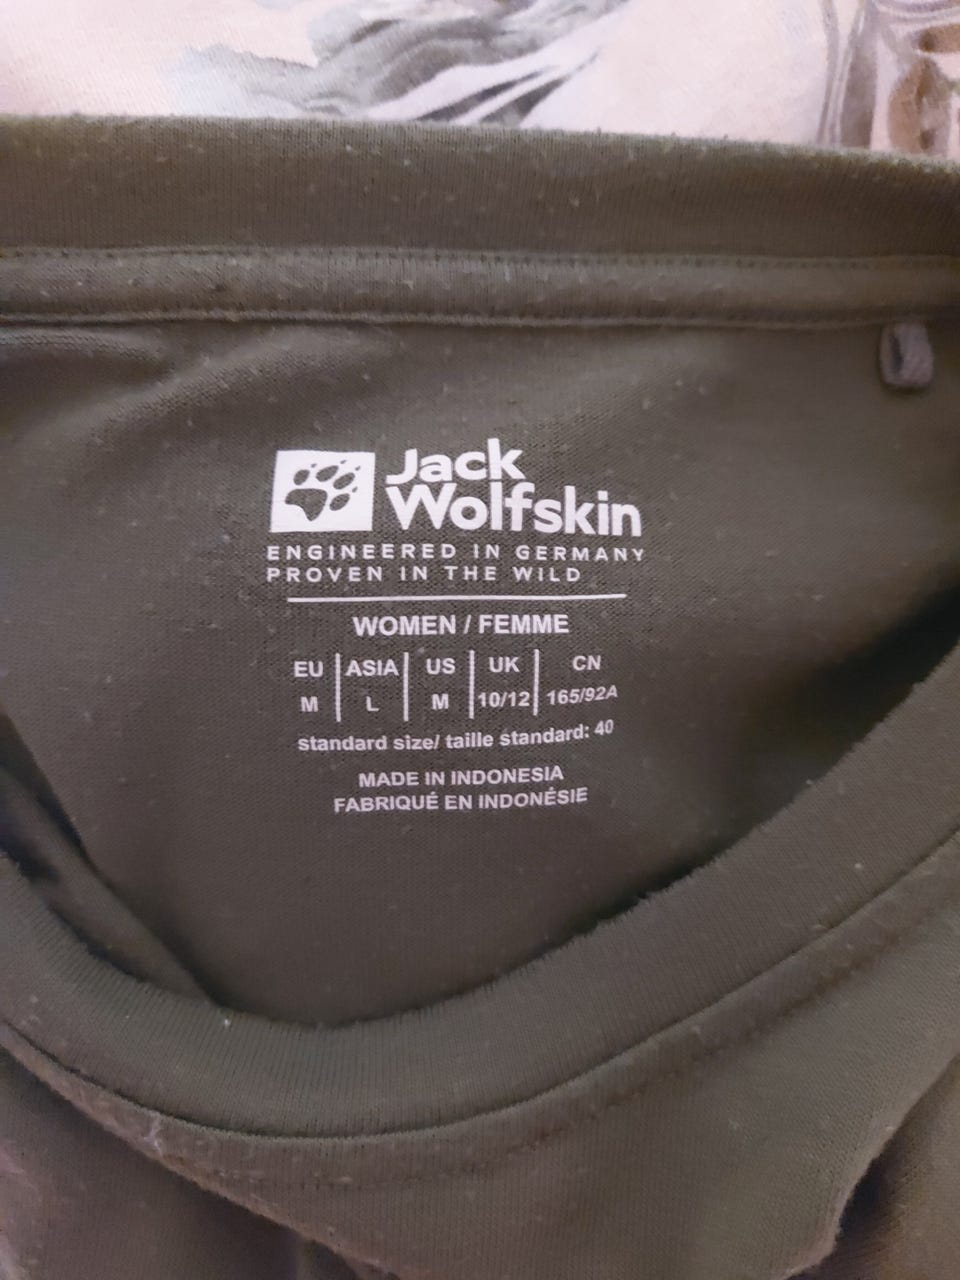 Jack
Wolfskin
ENGINEERED IN GERMANY
PROVEN IN THE WILD
WOMEN / FEMME
EU | ASIA | US | UK | CN
M | L | M | 10/12 | 165/92A
standard size/ taille standard: 40
MADE IN INDONESIA
FABRIQUÉ EN INDONÉSIE